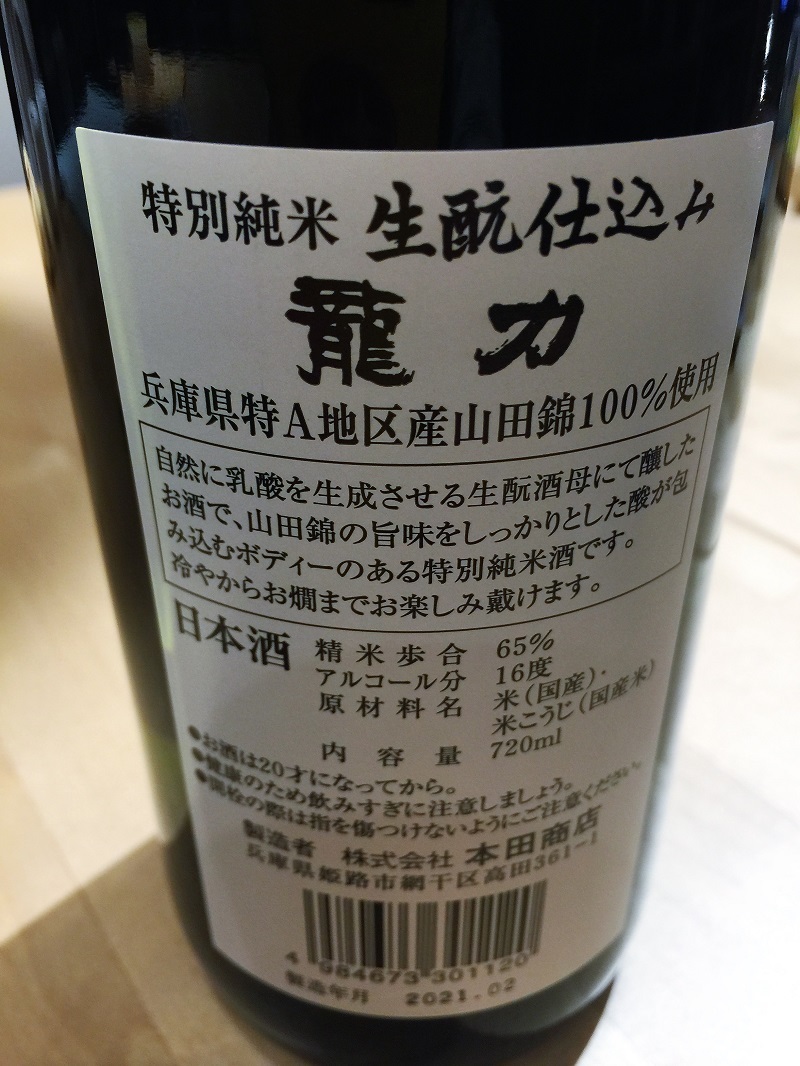 特別純米 生酛仕込み
龍力
兵庫県特A地区産山田錦100%使用
自然に乳酸を生成させる生酛酒母にて醸した
お酒で、山田錦の旨味をしっかりとした酸が包
み込むボディーのある特別純米酒です。
冷やからお燗までお楽しみ戴けます。
日本酒 精米歩合 65%
アルコール分 16度
原材料名 米(国産)・
米こうじ(国産米)
内容量 720ml
●お酒は20才になってから。
●健康のため飲みすぎに注意しましょう。
●開栓の際は指を傷つけないようにご注意ください。
製造者 株式会社 本田商店
兵庫県姫路市網干区高田361-1
4 984673 301120
製造年月 2021.02